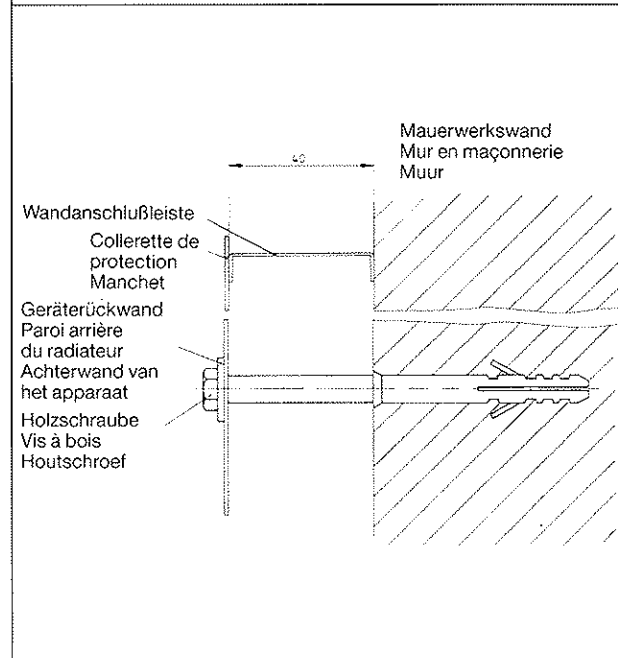 40
Mauerwerkswand
Mur en maçonnerie
Muur
Wandanschlußleiste
Collerette de
protection
Manchet
Geräterückwand
Paroi arrière
du radiateur
Achterwand van
het apparaat
Holzschraube
Vis à bois
Houtschroef